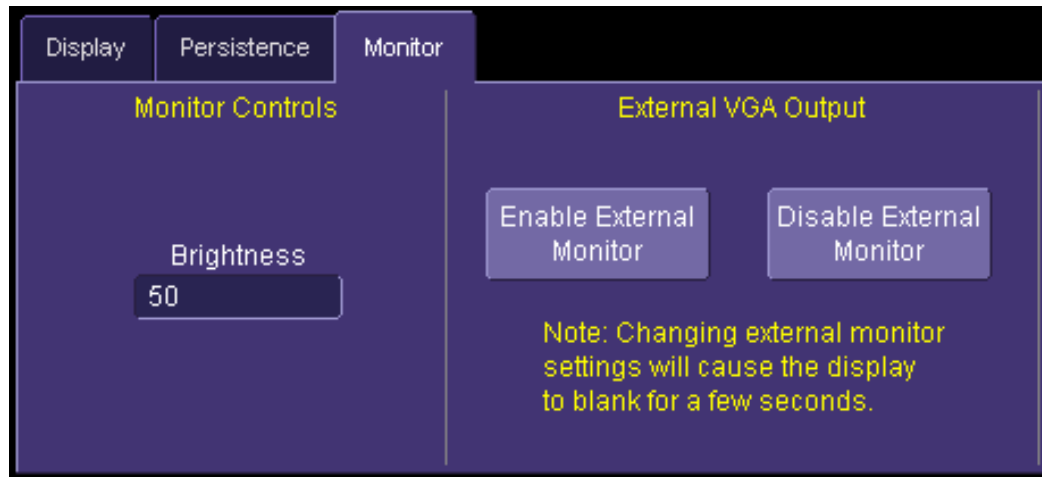 Display Persistence Monitor
Monitor Controls
External VGA Output
Brightness
50
Enable External
Monitor
Disable External
Monitor
Note: Changing external monitor
settings will cause the display
to blank for a few seconds.